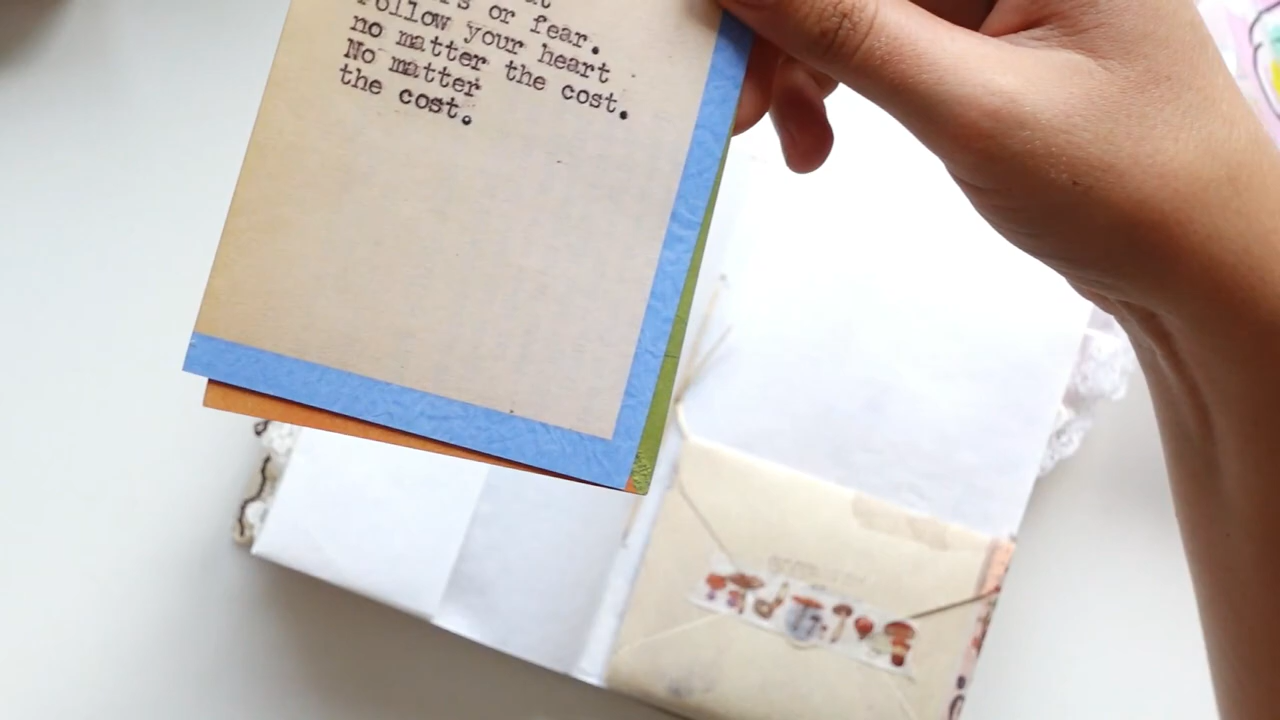 or fear.
Follow your heart
no matter the cost.
No matter
the cost.